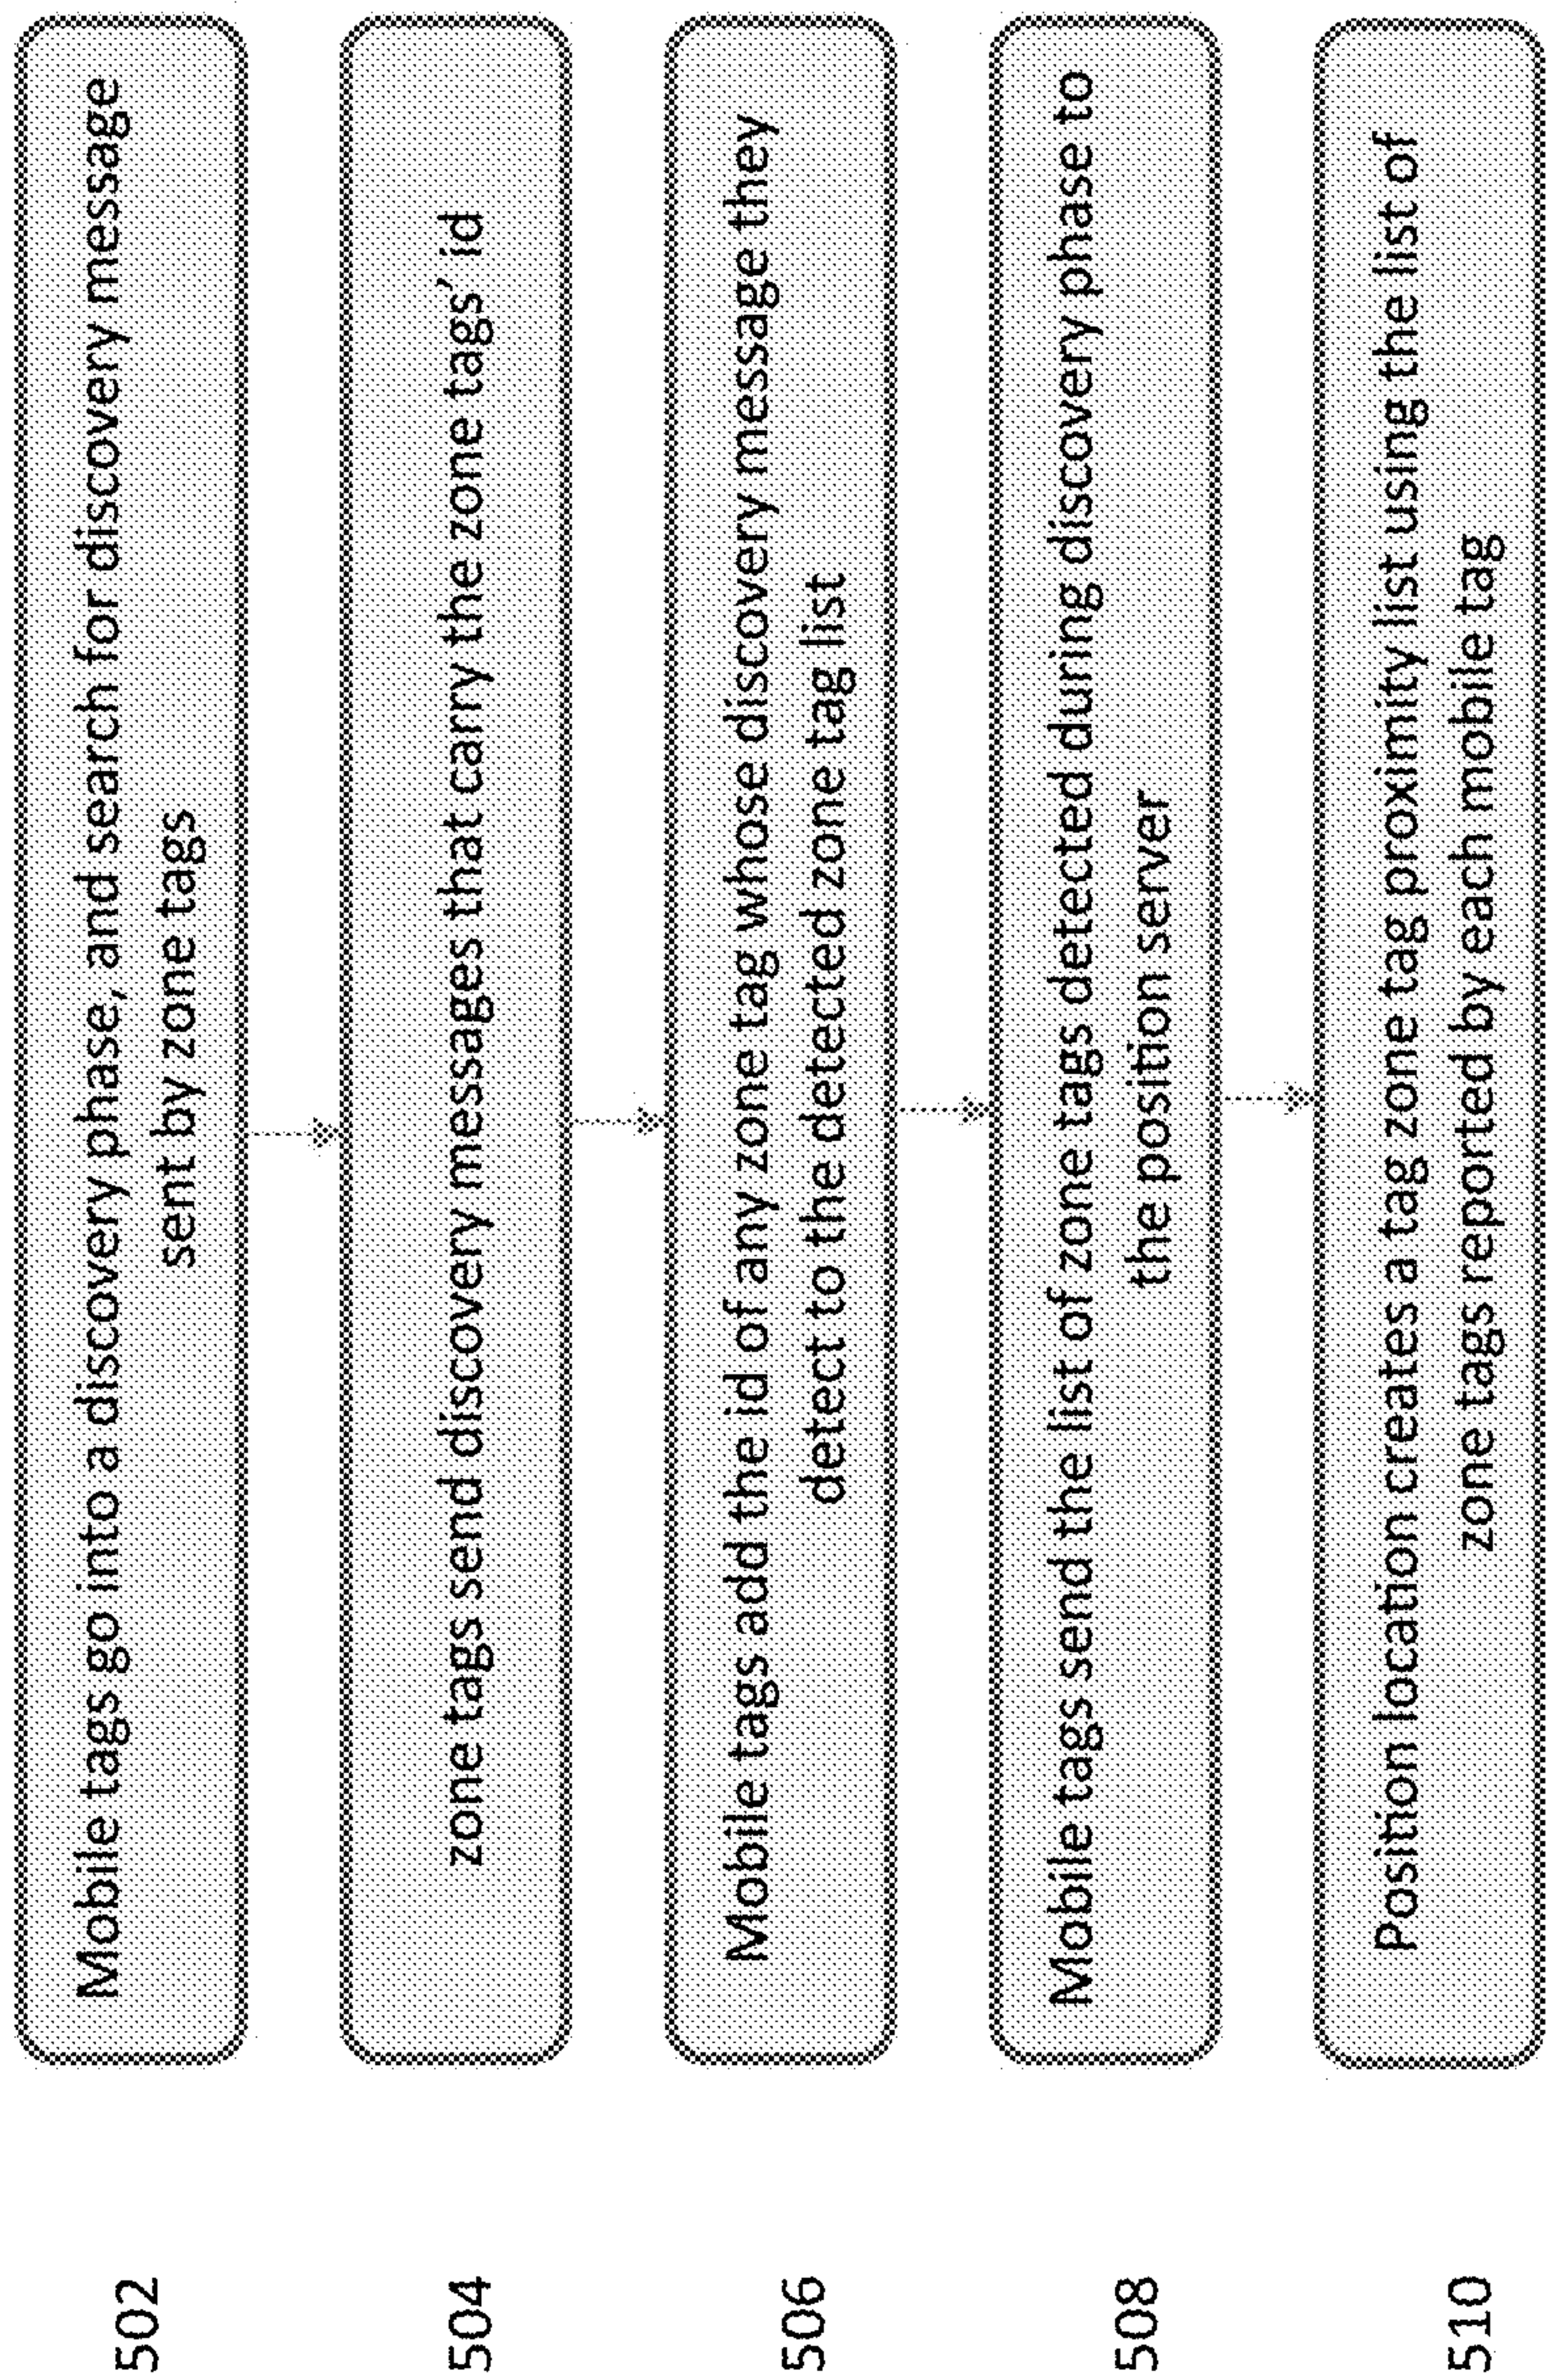 502
Mobile tags go into a discovery phase, and search for discovery message
sent by zone tags
504
zone tags send discovery messages that carry the zone tags’ id
506
Mobile tags add the id of any zone tag whose discovery message they
detect to the detected zone tag list
508
Mobile tags send the list of zone tags detected during discovery phase to
the position server
510
Position location creates a tag zone tag proximity list using the list of
zone tags reported by each mobile tag